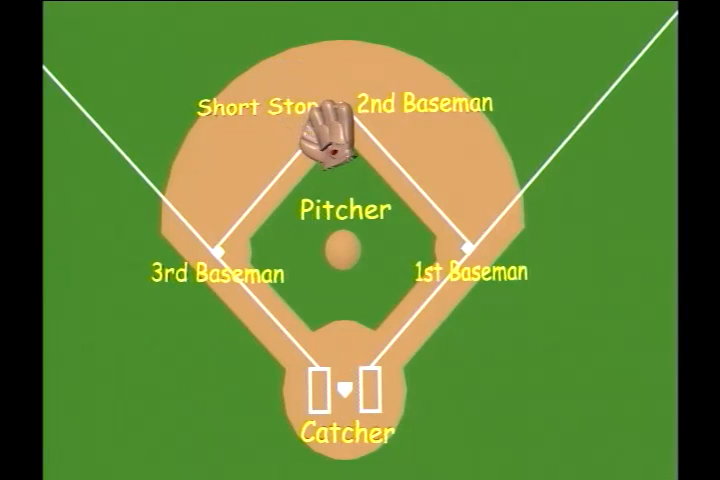 Short Stop
2nd Baseman
Pitcher
3rd Baseman
1st Baseman
Catcher